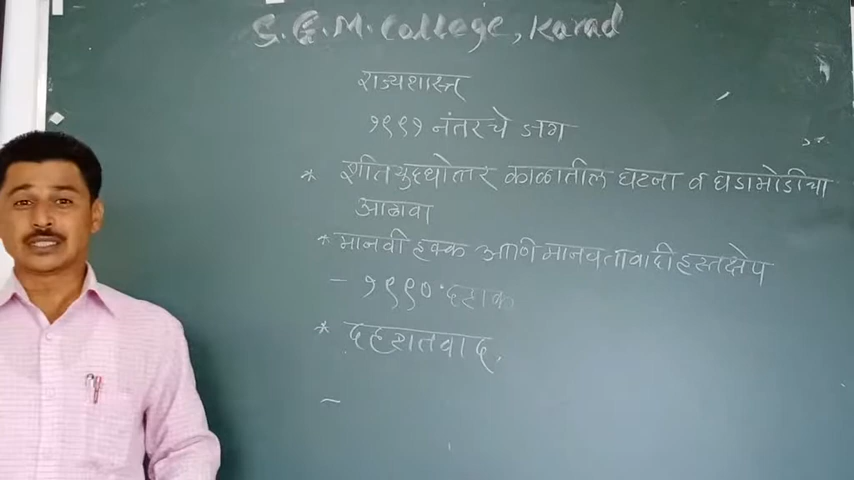 S.G.M. College, Karad
राज्यशास्त्र
१९९१ नंतरचे जग
* शीतयुद्धोत्तर काळातील घटना व घडामोडींचा
आढावा
* मानवी हक्क आणि मानवतावादी हस्तक्षेप
- १९९० दशक
* दहशतवाद.
-